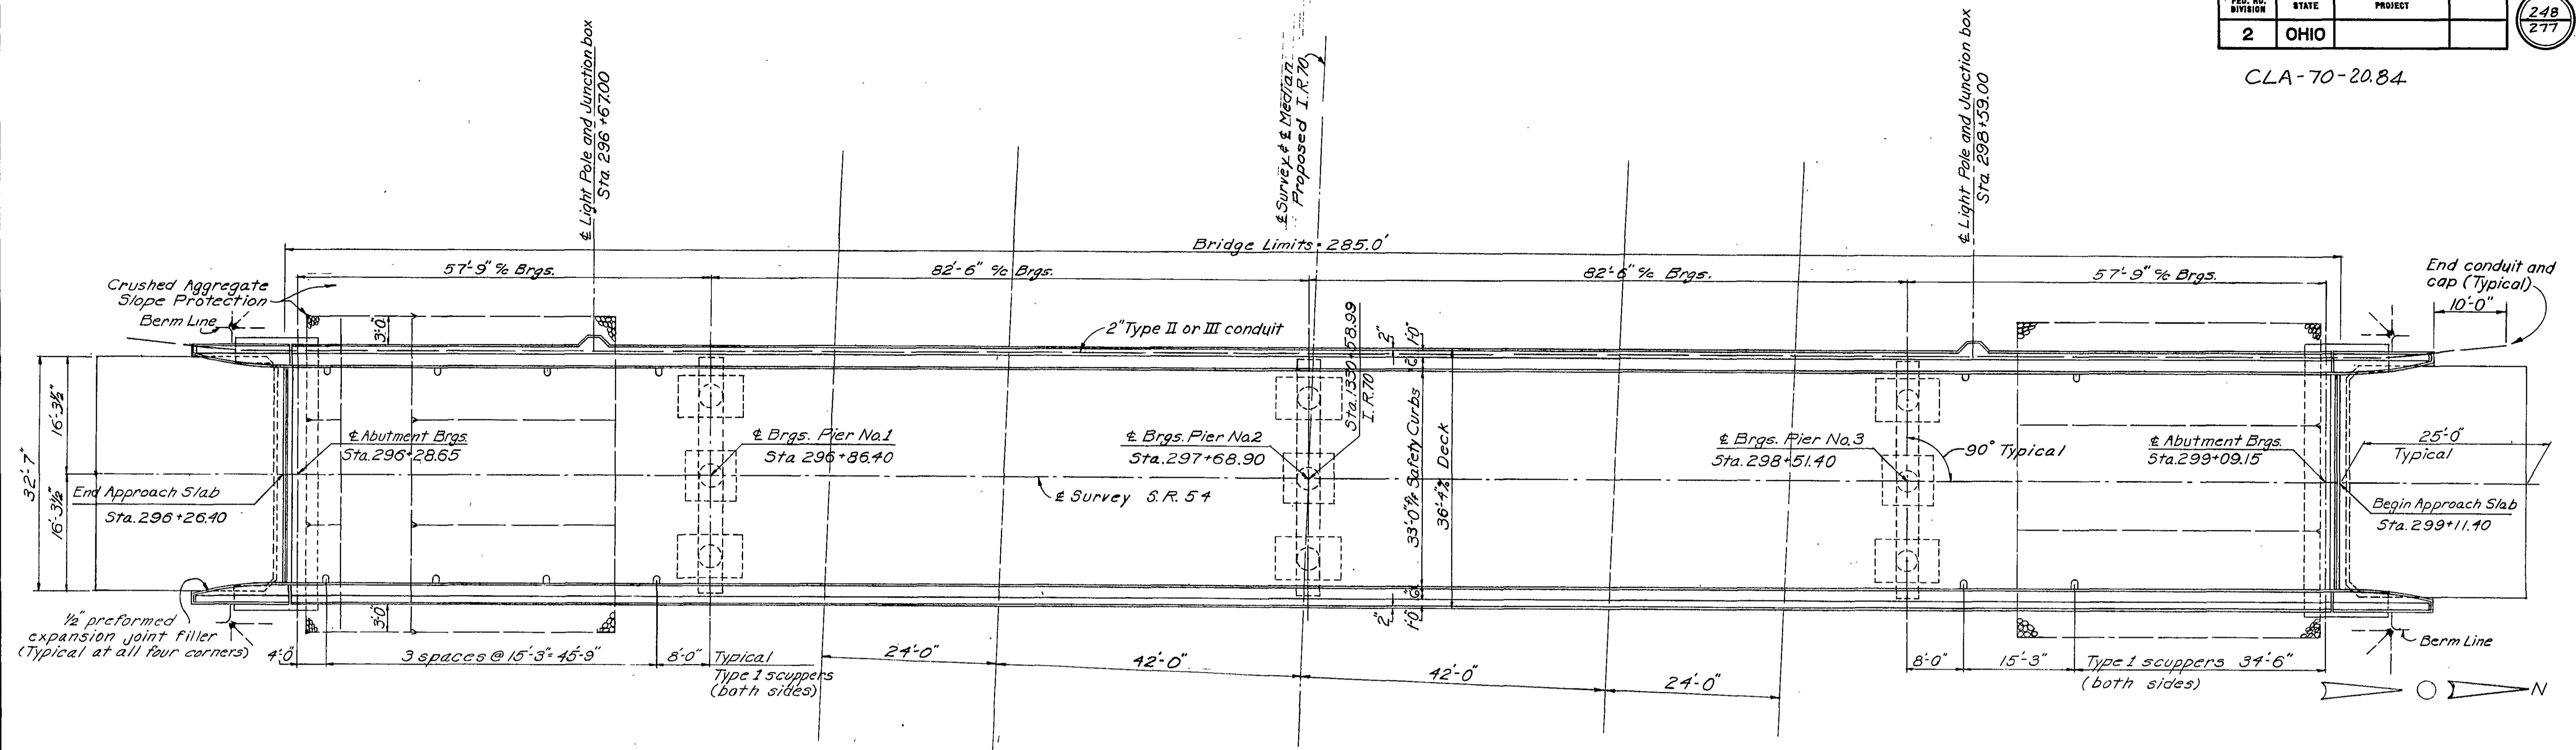 FED. RD.
DIVISION
STATE
PROJECT
2
OHIO
248
277
CLA-70-20.84
℄ Light Pole and Junction box
Sta. 296+67.00
℄ Survey & ℄ Median
Proposed I.R.70
℄ Light Pole and Junction box
Sta. 298+59.00
Bridge Limits = 285.0'
57'-9" c/c Brgs.
82'-6" c/c Brgs.
82'-6" c/c Brgs.
57'-9" c/c Brgs.
Crushed Aggregate
Slope Protection
Berm Line
3'-0"
2" Type II or III conduit
Sta. 1330+58.99
I.R.70
2"
1'-0"
6"
33'-0" f/f Safety Curbs
36'-4" Deck
End conduit and
cap (Typical)
10'-0"
32'-7"
16'-3½"
16'-3½"
℄ Abutment Brgs.
Sta. 296+28.65
℄ Brgs. Pier No.1
Sta 296+86.40
℄ Brgs. Pier No.2
Sta. 297+68.90
℄ Brgs. Pier No.3
Sta. 298+51.40
90° Typical
℄ Abutment Brgs.
Sta. 299+09.15
25'-0"
Typical
End Approach Slab
Sta. 296+26.40
℄ Survey S.R. 54
Begin Approach Slab
Sta. 299+11.40
½" preformed
expansion joint filler
(Typical at all four corners)
3'-0"
2"
1'-0"
6"
Berm Line
4'-0"
3 spaces @ 15'-3" = 45'-9"
8'-0"
Typical
Type 1 scuppers
(both sides)
24'-0"
42'-0"
42'-0"
24'-0"
8'-0"
15'-3"
Type 1 scuppers 34'-6"
(both sides)
N